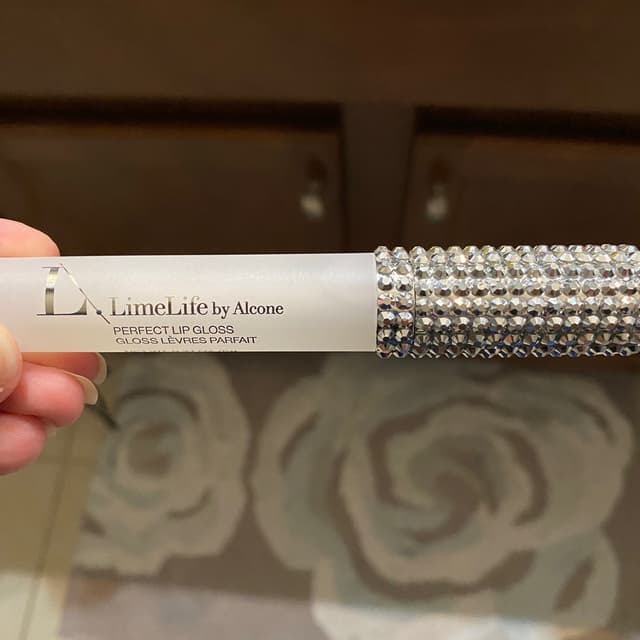 L.
LimeLife by Alcone
PERFECT LIP GLOSS
GLOSS LÈVRES PARFAIT